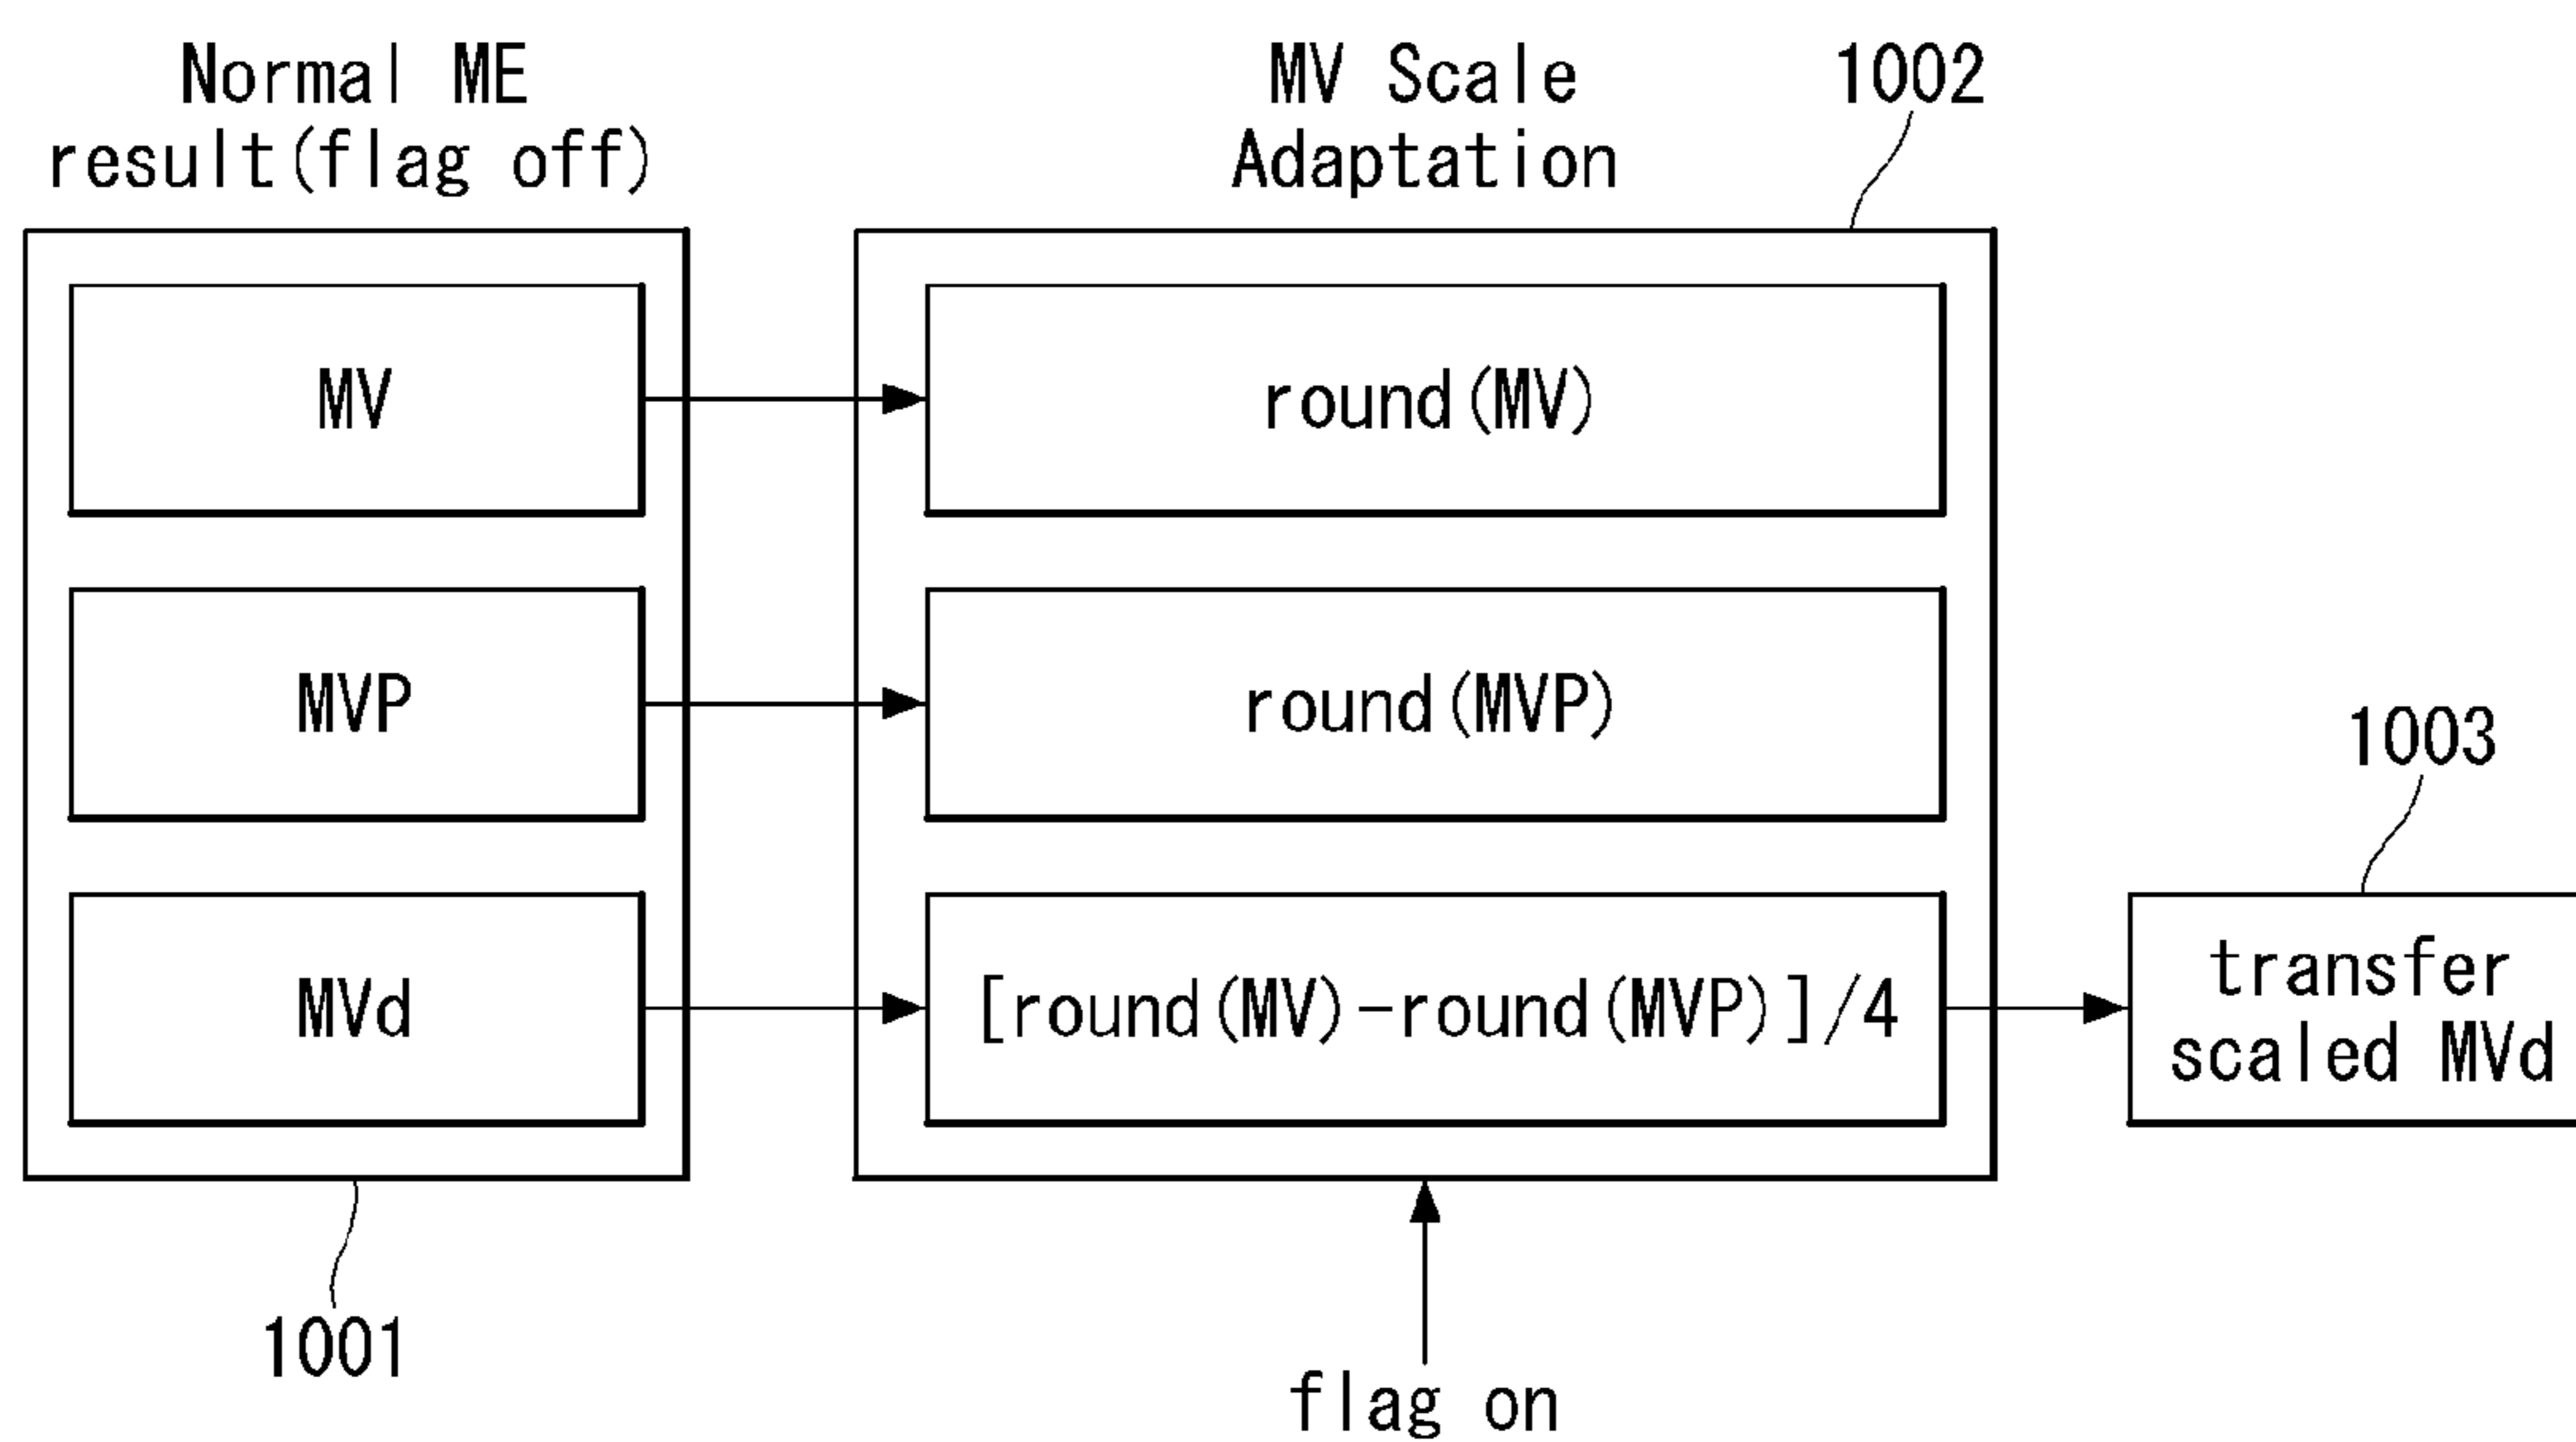 Normal ME
result(flag off)
MV Scale
Adaptation
1002
MV
round(MV)
MVP
round(MVP)
1003
MVd
[round(MV)-round(MVP)]/4
transfer
scaled MVd
1001
flag on